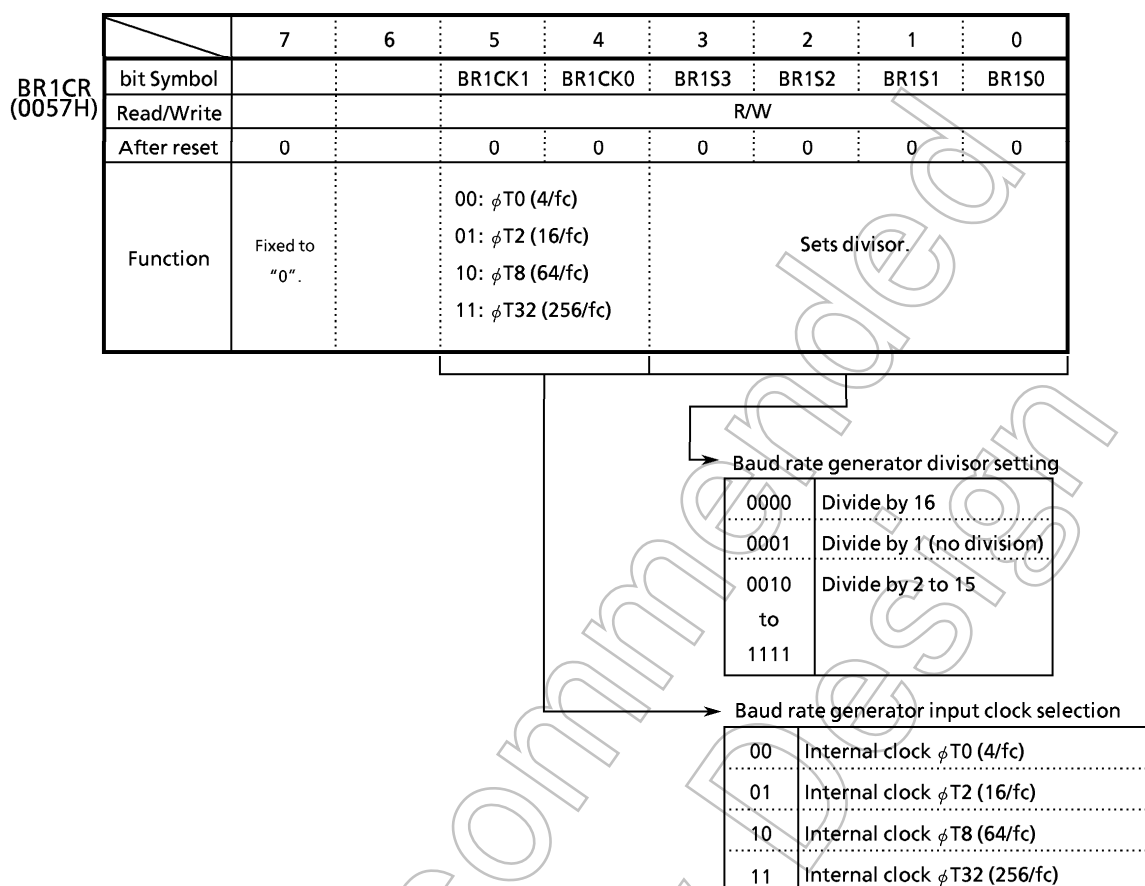 7 6 5 4 3 2 1 0
BR1CR
(0057H)
bit Symbol BR1CK1 BR1CK0 BR1S3 BR1S2 BR1S1 BR1S0
Read/Write R/W
After reset 0 0 0 0 0 0 0
Function
Fixed to
"0".
00: φT0 (4/fc)
01: φT2 (16/fc)
10: φT8 (64/fc)
11: φT32 (256/fc)
Sets divisor.
Baud rate generator divisor setting
0000 Divide by 16
0001 Divide by 1 (no division)
0010 Divide by 2 to 15
to
1111
Baud rate generator input clock selection
00 Internal clock φT0 (4/fc)
01 Internal clock φT2 (16/fc)
10 Internal clock φT8 (64/fc)
11 Internal clock φT32 (256/fc)
Design